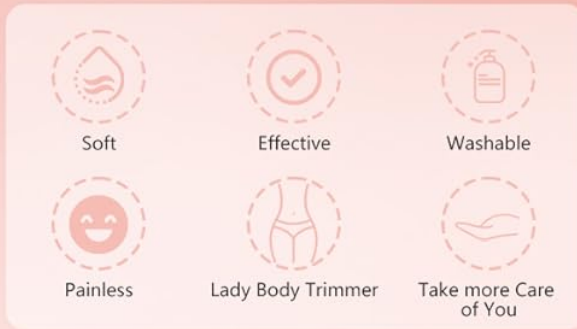 Soft
Effective
Washable
Painless
Lady Body Trimmer
Take more Care
of You